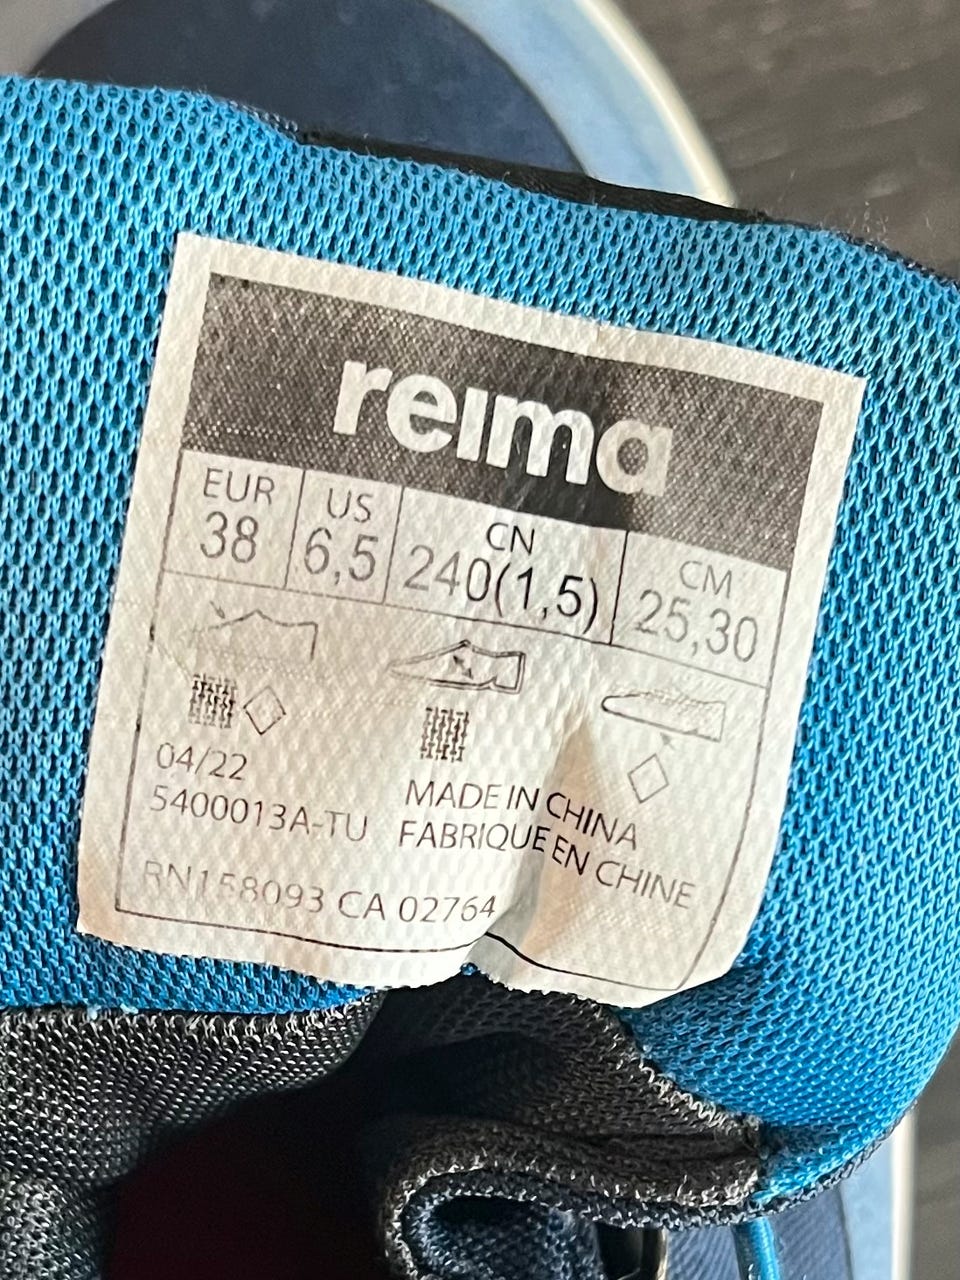 reima
EUR US CN CM
38 6,5 240(1,5) 25,30
04/22
5400013A-TU
MADE IN CHINA
FABRIQUE EN CHINE
RN158093 CA 02764